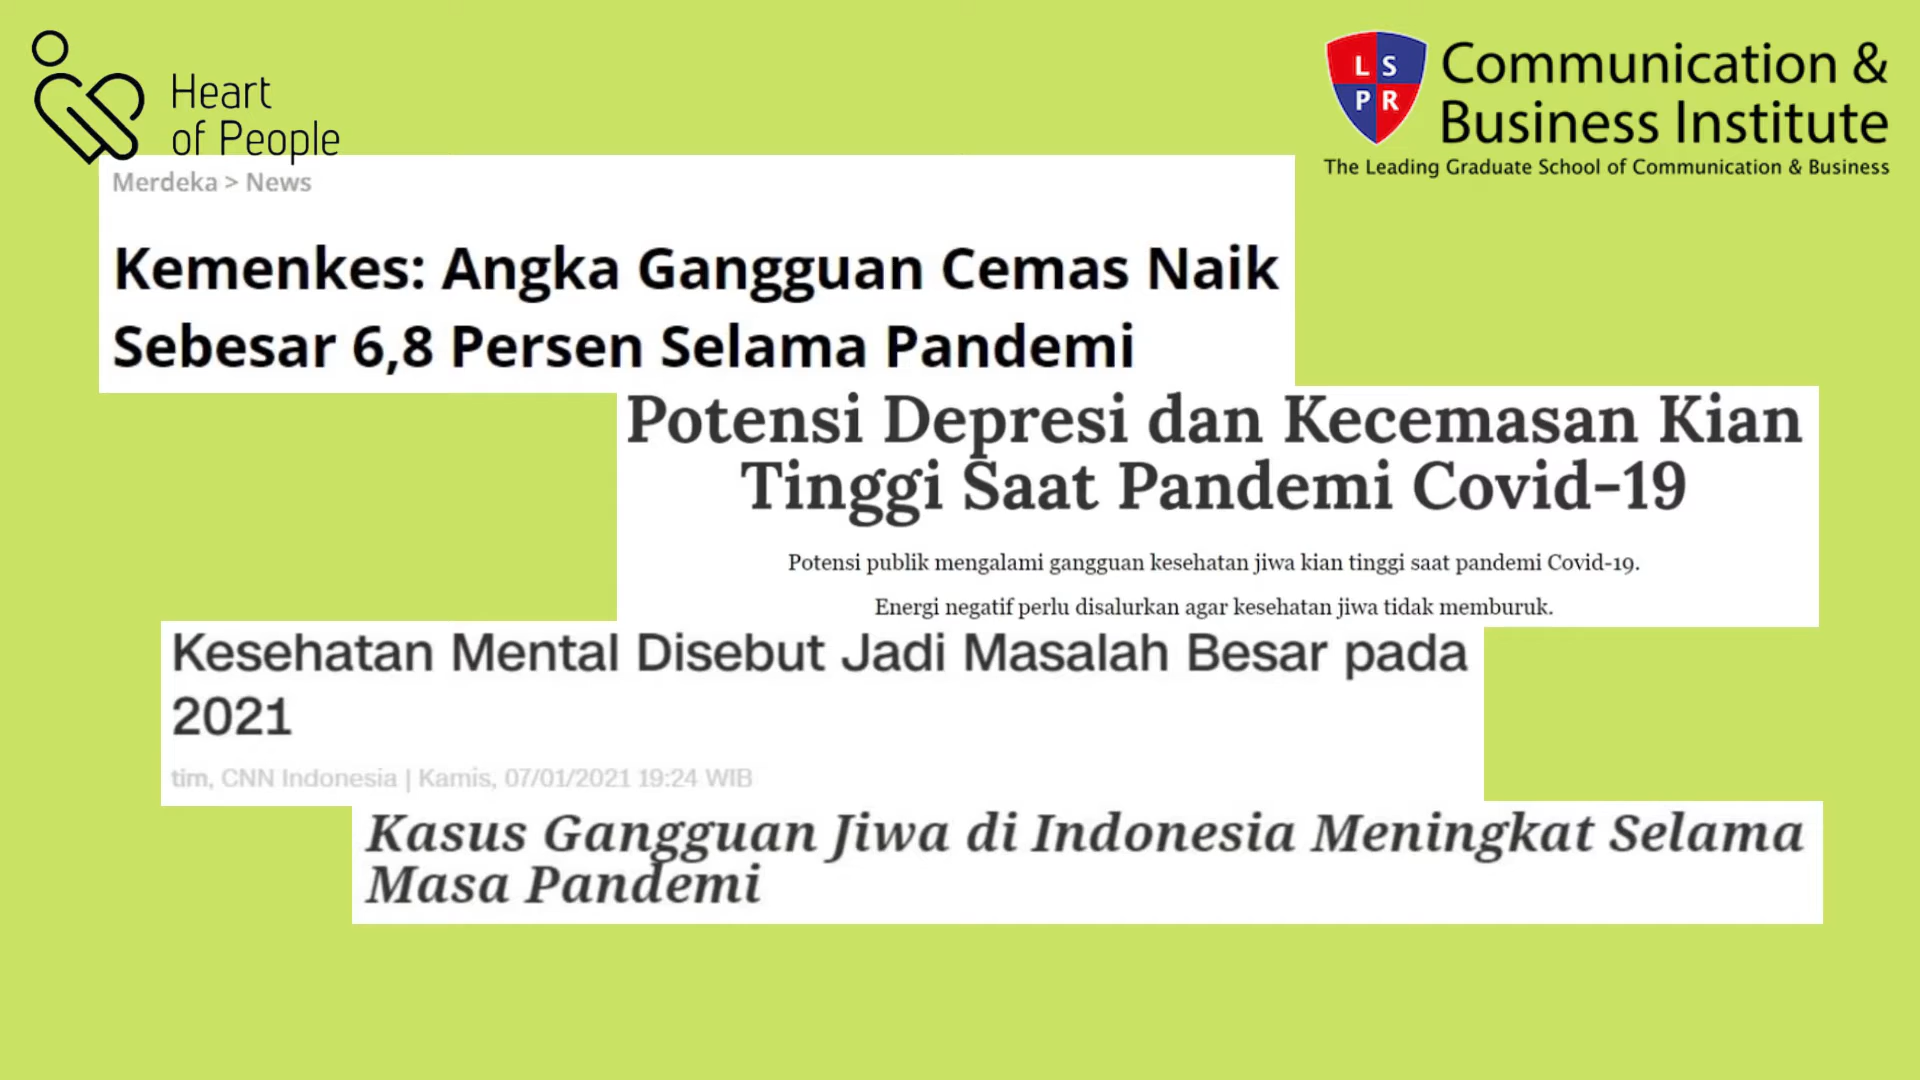 Heart
of People
L S
P R
Communication &
Business Institute
The Leading Graduate School of Communication & Business
Merdeka > News
Kemenkes: Angka Gangguan Cemas Naik
Sebesar 6,8 Persen Selama Pandemi
Potensi Depresi dan Kecemasan Kian
Tinggi Saat Pandemi Covid-19
Potensi publik mengalami gangguan kesehatan jiwa kian tinggi saat pandemi Covid-19.
Energi negatif perlu disalurkan agar kesehatan jiwa tidak memburuk.
Kesehatan Mental Disebut Jadi Masalah Besar pada
2021
tim, CNN Indonesia | Kamis, 07/01/2021 19:24 WIB
Kasus Gangguan Jiwa di Indonesia Meningkat Selama
Masa Pandemi